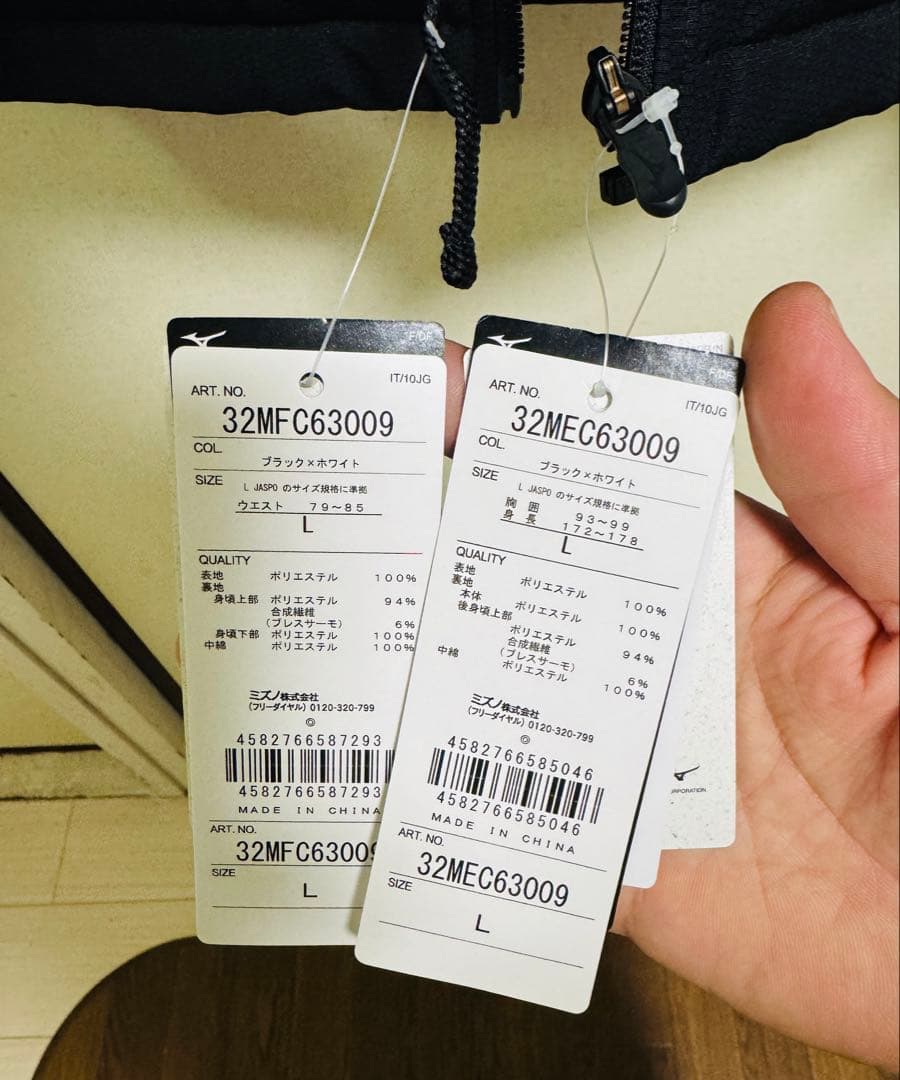 F/DF
IT/10JG
ART. NO.
32MFC63009
COL.
ブラック×ホワイト
SIZE
L JASPO のサイズ規格に準拠
ウエスト 79～85
L
QUALITY
表地 ポリエステル 100%
裏地
身頃上部 ポリエステル 94%
合成繊維
(ブレスサーモ) 6%
身頃下部 ポリエステル 100%
中綿 ポリエステル 100%
ミズノ株式会社
(フリーダイヤル) 0120-320-799
◎
4582766587293
4582766587293
MADE IN CHINA
ART. NO.
32MFC63009
SIZE
L
F/DF
IT/10JG
ART. NO.
32MEC63009
COL.
ブラック×ホワイト
SIZE
L JASPO のサイズ規格に準拠
胸囲 93～99
身長 172～178
L
QUALITY
表地 ポリエステル 100%
裏地
本体 ポリエステル 100%
後身頃上部
ポリエステル 94%
合成繊維
(ブレスサーモ) 6%
中綿 ポリエステル 100%
ミズノ株式会社
(フリーダイヤル) 0120-320-799
◎
4582766585046
4582766585046
MADE IN CHINA
ART. NO.
32MEC63009
SIZE
L